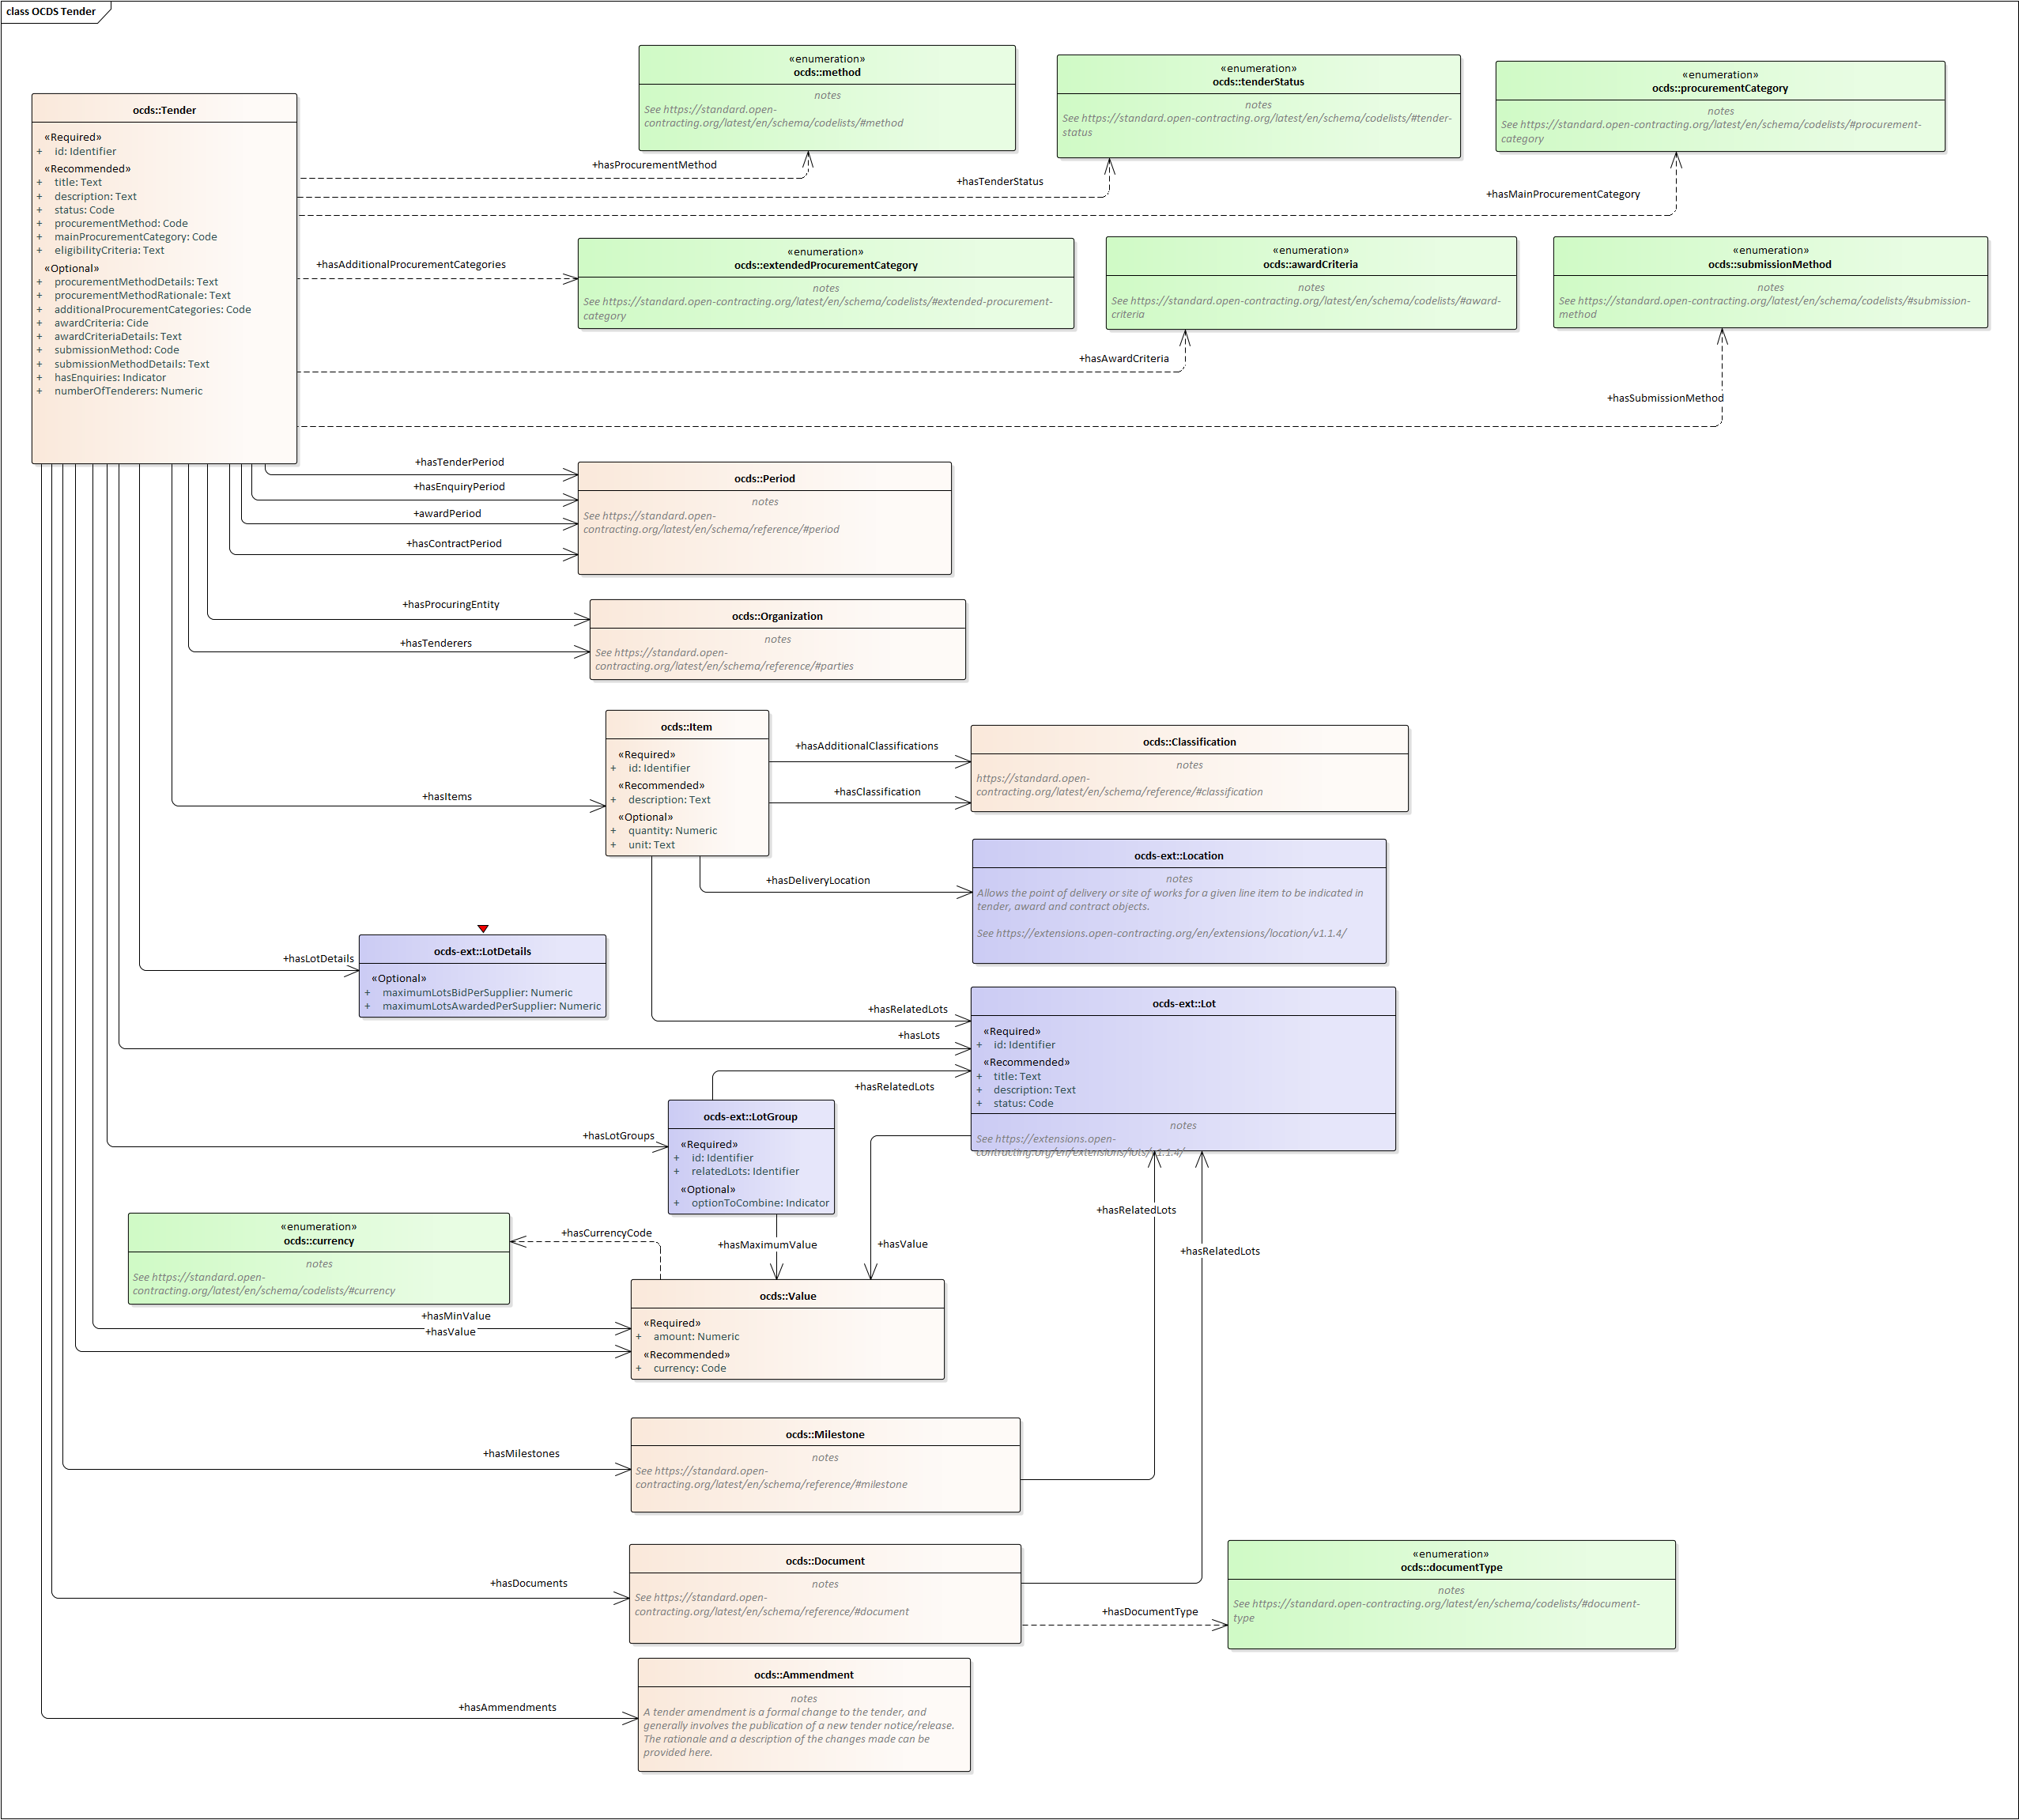 class OCDS Tender
ocds::Tender
«Required»
+ id: Identifier
«Recommended»
+ title: Text
+ description: Text
+ status: Code
+ procurementMethod: Code
+ mainProcurementCategory: Code
+ eligibilityCriteria: Text
«Optional»
+ procurementMethodDetails: Text
+ procurementMethodRationale: Text
+ additionalProcurementCategories: Code
+ awardCriteria: Cide
+ awardCriteriaDetails: Text
+ submissionMethod: Code
+ submissionMethodDetails: Text
+ hasEnquiries: Indicator
+ numberOfTenderers: Numeric
«enumeration»
ocds::method
notes
See https://standard.open-
contracting.org/latest/en/schema/codelists/#method
«enumeration»
ocds::tenderStatus
notes
See https://standard.open-contracting.org/latest/en/schema/codelists/#tender-
status
«enumeration»
ocds::procurementCategory
notes
See https://standard.open-contracting.org/latest/en/schema/codelists/#procurement-
category
+hasProcurementMethod
+hasTenderStatus
+hasMainProcurementCategory
+hasAdditionalProcurementCategories
«enumeration»
ocds::extendedProcurementCategory
notes
See https://standard.open-contracting.org/latest/en/schema/codelists/#extended-procurement-
category
«enumeration»
ocds::awardCriteria
notes
See https://standard.open-contracting.org/latest/en/schema/codelists/#award-
criteria
«enumeration»
ocds::submissionMethod
notes
See https://standard.open-contracting.org/latest/en/schema/codelists/#submission-
method
+hasAwardCriteria
+hasSubmissionMethod
+hasTenderPeriod
+hasEnquiryPeriod
+awardPeriod
+hasContractPeriod
ocds::Period
notes
See https://standard.open-
contracting.org/latest/en/schema/reference/#period
+hasProcuringEntity
+hasTenderers
ocds::Organization
notes
See https://standard.open-
contracting.org/latest/en/schema/reference/#parties
+hasItems
ocds::Item
«Required»
+ id: Identifier
«Recommended»
+ description: Text
«Optional»
+ quantity: Numeric
+ unit: Text
+hasAdditionalClassifications
+hasClassification
ocds::Classification
notes
https://standard.open-
contracting.org/latest/en/schema/reference/#classification
+hasDeliveryLocation
ocds-ext::Location
notes
Allows the point of delivery or site of works for a given line item to be indicated in
tender, award and contract objects.
See https://extensions.open-contracting.org/en/extensions/location/v1.1.4/
+hasLotDetails
ocds-ext::LotDetails
«Optional»
+ maximumLotsBidPerSupplier: Numeric
+ maximumLotsAwardedPerSupplier: Numeric
+hasRelatedLots
+hasLots
+hasRelatedLots
ocds-ext::Lot
«Required»
+ id: Identifier
«Recommended»
+ title: Text
+ description: Text
+ status: Code
notes
See https://extensions.open-
contracting.org/en/extensions/lots/v1.1.4/
+hasLotGroups
ocds-ext::LotGroup
«Required»
+ id: Identifier
+ relatedLots: Identifier
«Optional»
+ optionToCombine: Indicator
+hasRelatedLots
+hasRelatedLots
«enumeration»
ocds::currency
notes
See https://standard.open-
contracting.org/latest/en/schema/codelists/#currency
+hasCurrencyCode
+hasMaximumValue
+hasValue
+hasMinValue
+hasValue
ocds::Value
«Required»
+ amount: Numeric
«Recommended»
+ currency: Code
+hasMilestones
ocds::Milestone
notes
See https://standard.open-
contracting.org/latest/en/schema/reference/#milestone
+hasDocuments
ocds::Document
notes
See https://standard.open-
contracting.org/latest/en/schema/reference/#document
+hasDocumentType
«enumeration»
ocds::documentType
notes
See https://standard.open-contracting.org/latest/en/schema/codelists/#document-
type
+hasAmmendments
ocds::Ammendment
notes
A tender amendment is a formal change to the tender, and
generally involves the publication of a new tender notice/release.
The rationale and a description of the changes made can be
provided here.